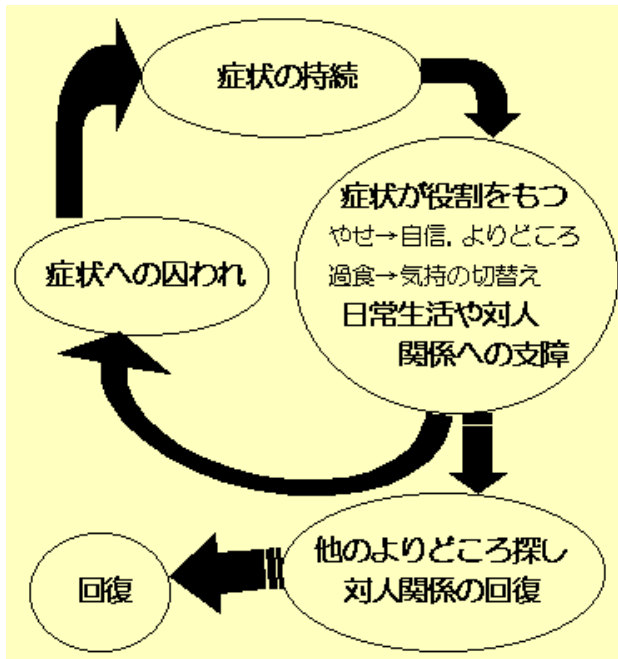 症状の持続
症状が役割をもつ
やせ→自信,よりどころ
過食→気持の切替え
日常生活や対人
関係への支障
症状への囚われ
他のよりどころ探し
対人関係の回復
回復